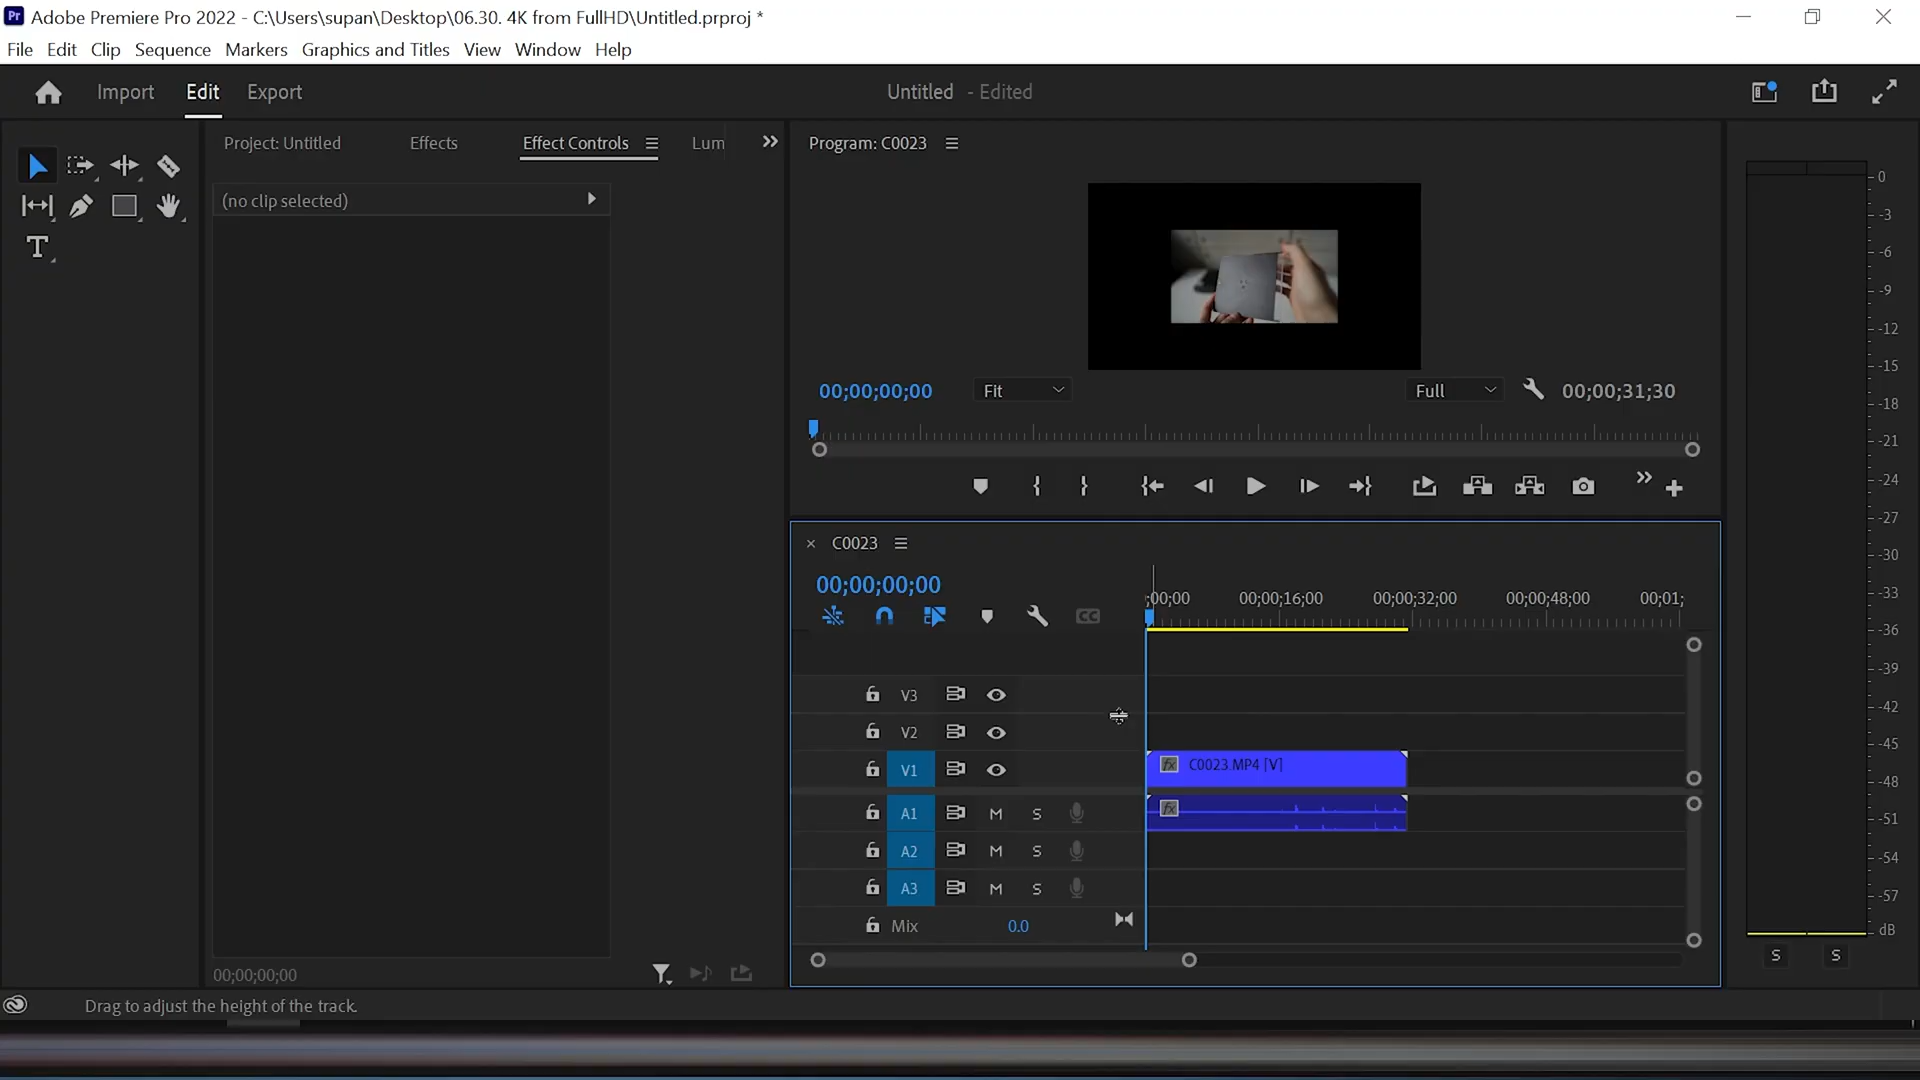 Pr Adobe Premiere Pro 2022 - C:\Users\supan\Desktop\06.30. 4K from FullHD\Untitled.prproj *
File Edit Clip Sequence Markers Graphics and Titles View Window Help
Import Edit Export Untitled - Edited
Project: Untitled Effects Effect Controls Lum
Program: C0023
(no clip selected)
T
00;00;00;00 Fit Full 00;00;31;30
C0023
00;00;00;00
;00;00 00;00;16;00 00;00;32;00 00;00;48;00 00;01;
CC
V3
V2
V1 fx C0023.MP4 [V]
A1 M S fx
A2 M S
A3 M S
Mix 0.0
00;00;00;00
Drag to adjust the height of the track.
0
-3
-6
-9
-12
-15
-18
-21
-24
-27
-30
-33
-36
-39
-42
-45
-48
-51
-54
-57
dB
S S